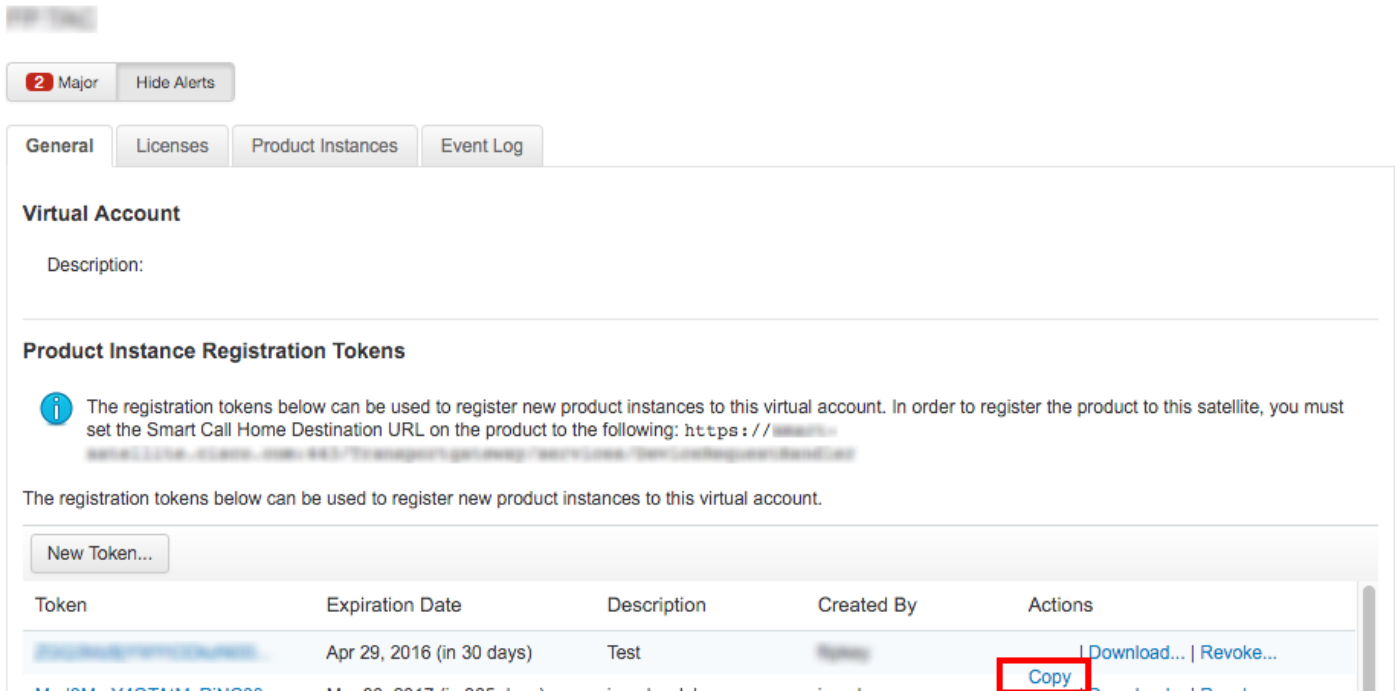 2 Major Hide Alerts
General Licenses Product Instances Event Log
Virtual Account
Description:
Product Instance Registration Tokens
The registration tokens below can be used to register new product instances to this virtual account. In order to register the product to this satellite, you must
set the Smart Call Home Destination URL on the product to the following: https://
The registration tokens below can be used to register new product instances to this virtual account.
New Token...
Token Expiration Date Description Created By Actions
Apr 29, 2016 (in 30 days) Test | Download... | Revoke...
Copy